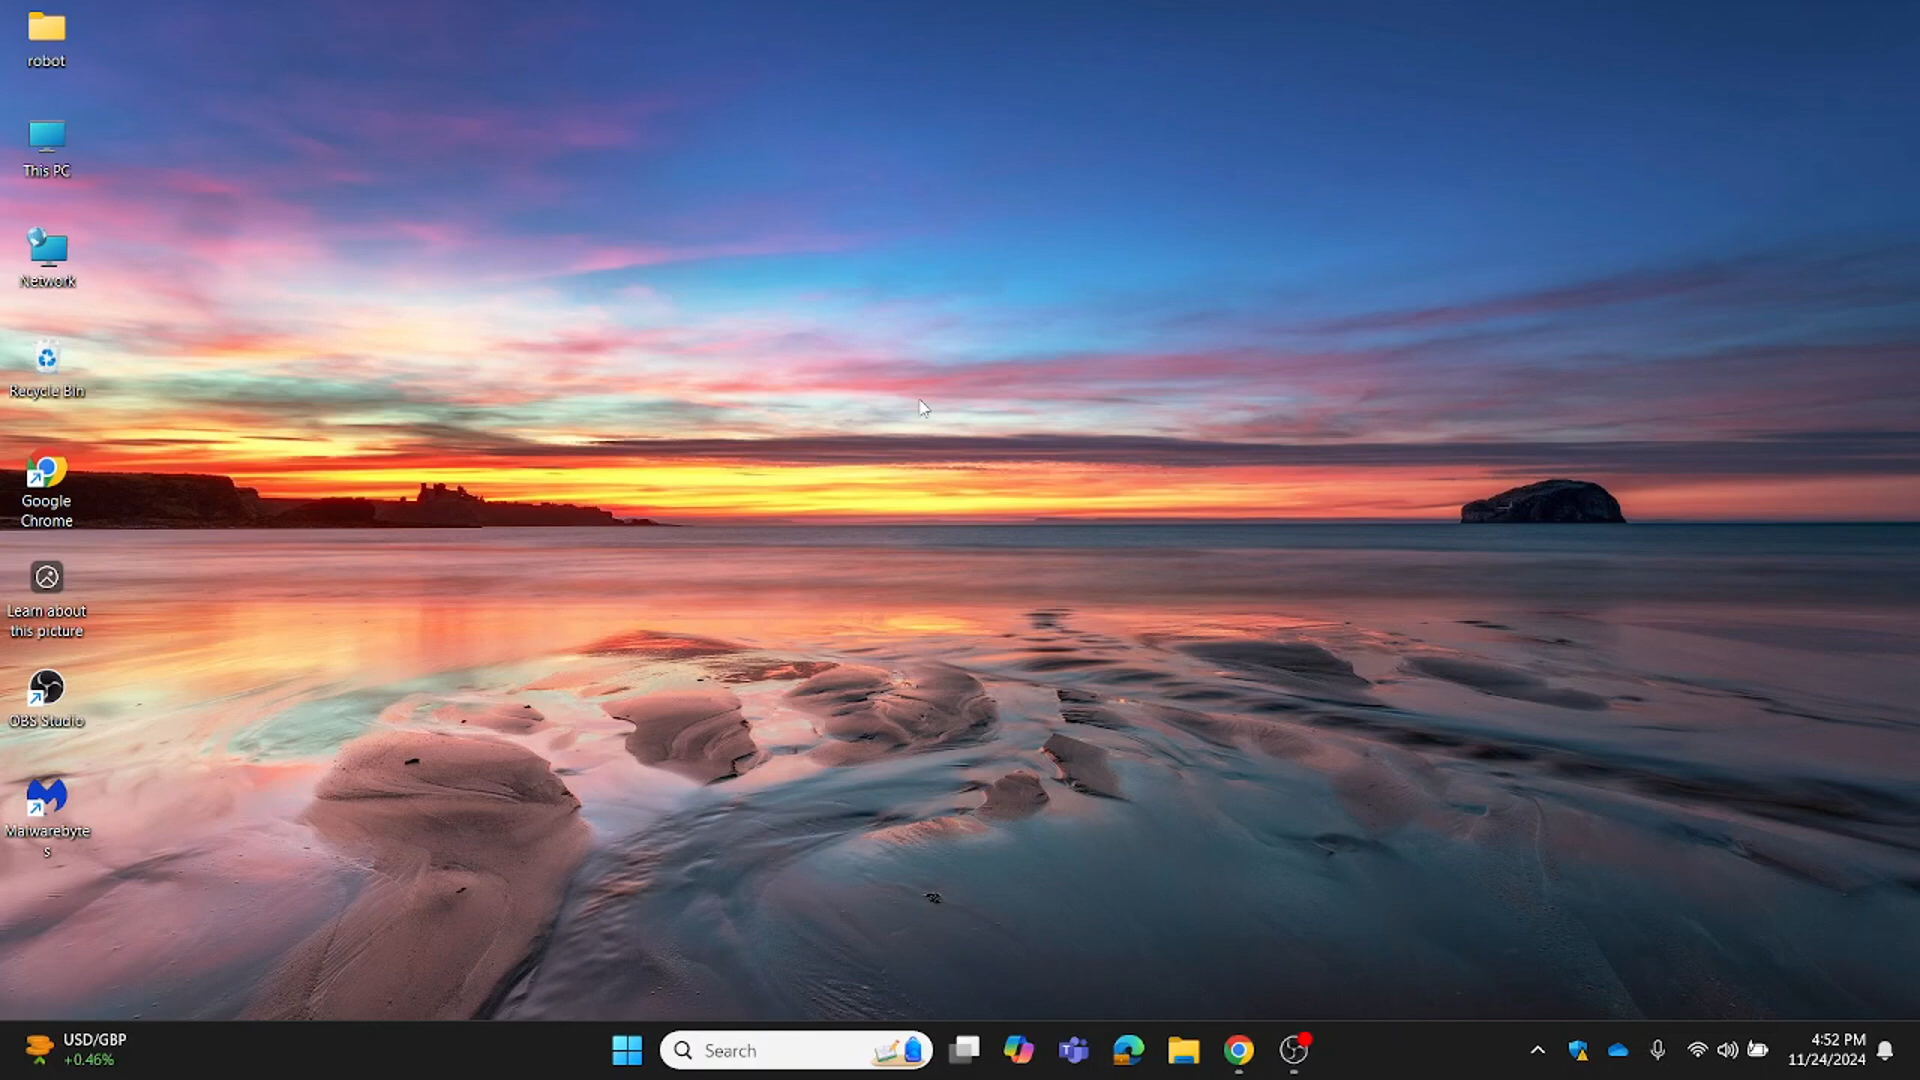 robot
This PC
Network
Recycle Bin
Google
Chrome
Learn about
this picture
OBS Studio
Malwarebyte
s
USD/GBP
+0.46%
Search
4:52 PM
11/24/2024